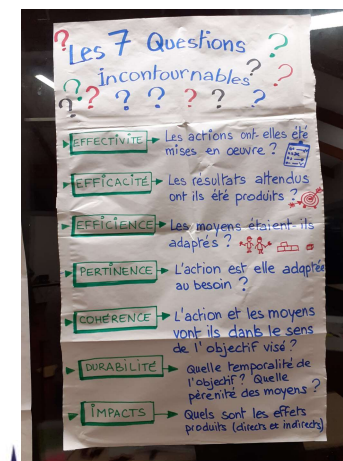 Les 7 Questions
incontournables
EFFECTIVITÉ → Les actions ont-elles été
mises en oeuvre ?
EFFICACITÉ → Les résultats attendus
ont ils été produits ?
EFFICIENCE → Les moyens étaient-ils
adaptés ?
PERTINENCE → L'action est elle adaptée
au besoin ?
COHÉRENCE → L'action et les moyens
vont ils dans le sens
de l'objectif visé ?
DURABILITÉ → Quelle temporalité de
l'objectif ? Quelle
pérénité des moyens ?
IMPACTS → Quels sont les effets
produits (directs et indirects)